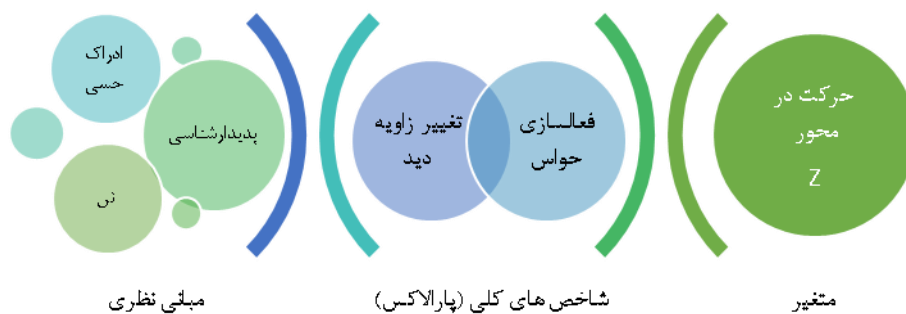 حرکت در
محور
Z
فعالسازی
حواس
تغییر زاویه
دید
ادراک
حسی
پدیدارشناسی
تن
متغیر
شاخص های کلی (پارالاکس)
مبانی نظری